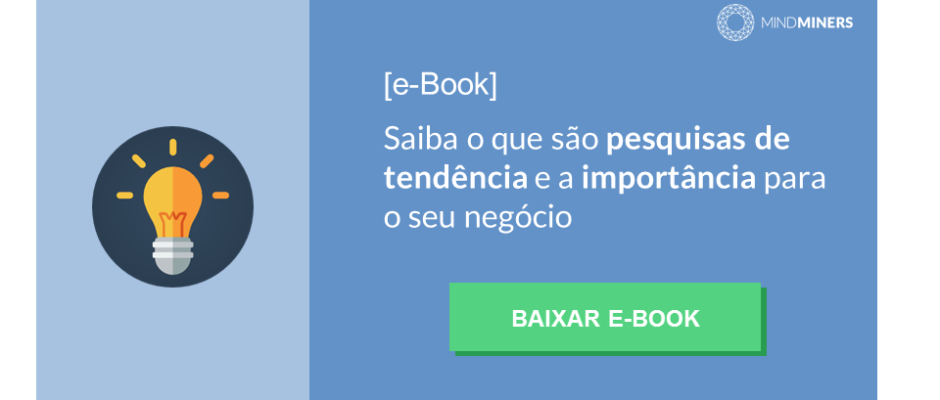 MINDMINERS
[e-Book]
Saiba o que são pesquisas de
tendência e a importância para
o seu negócio
BAIXAR E-BOOK